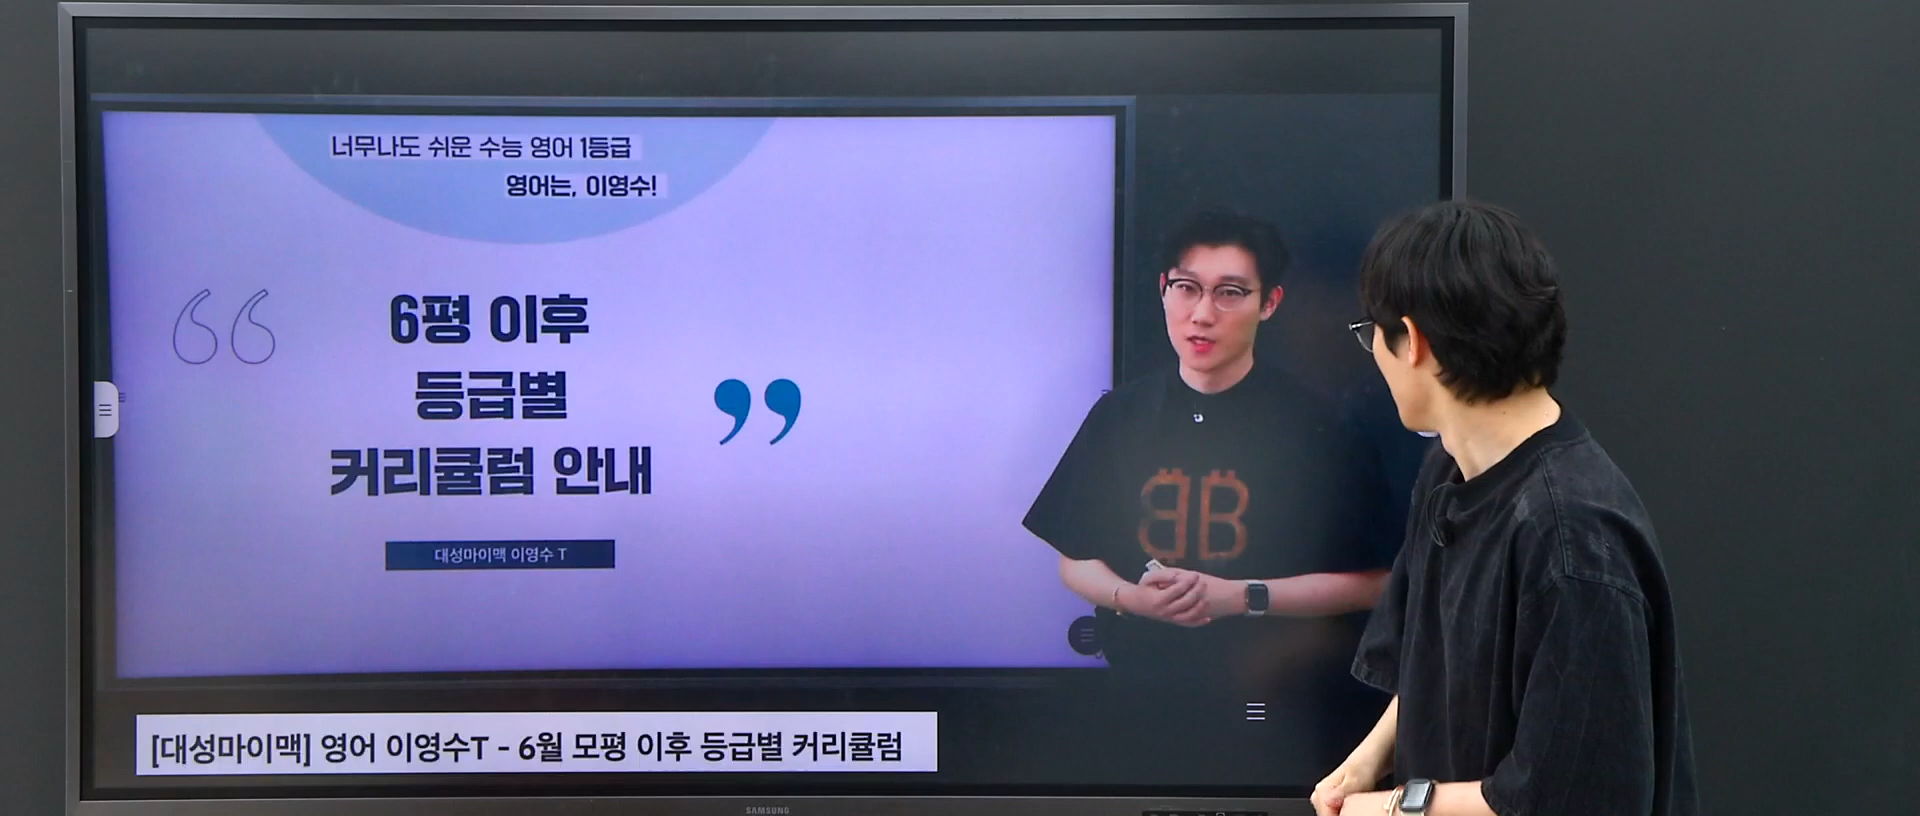 너무나도 쉬운 수능 영어 1등급
영어는, 이영수!
“
6평 이후
등급별
커리큘럼 안내
”
대성마이맥 이영수 T
BB
[대성마이맥] 영어 이영수T - 6월 모평 이후 등급별 커리큘럼
SAMSUNG